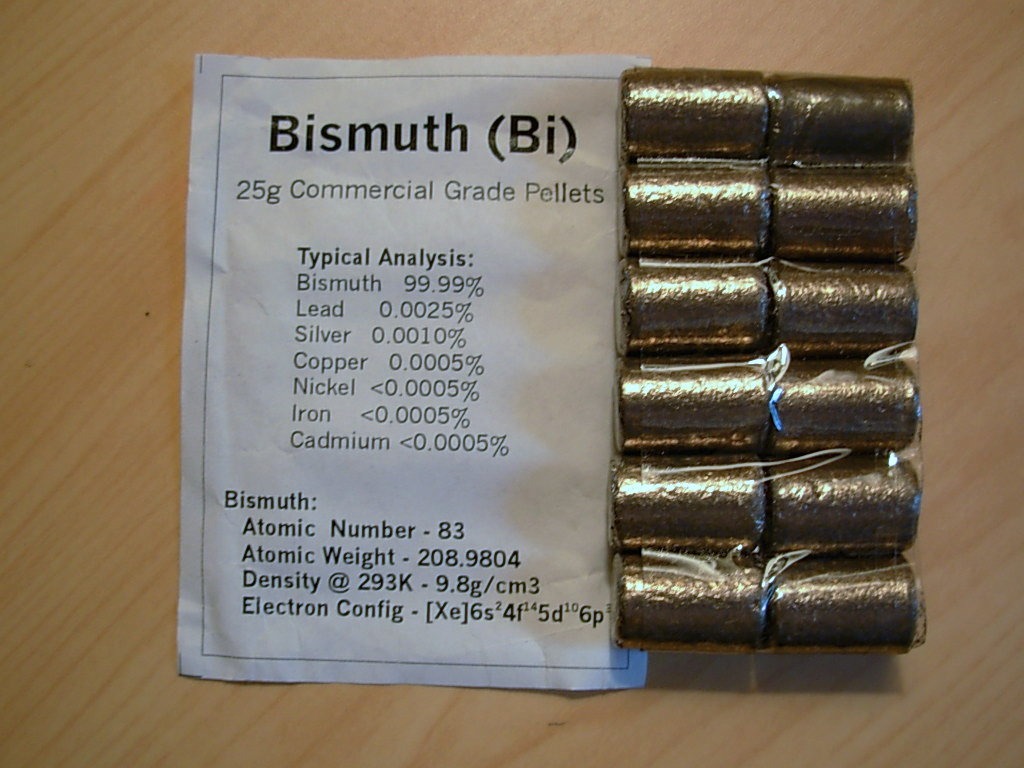 Bismuth (Bi)
25g Commercial Grade Pellets
Typical Analysis:
Bismuth 99.99%
Lead 0.0025%
Silver 0.0010%
Copper 0.0005%
Nickel <0.0005%
Iron <0.0005%
Cadmium <0.0005%
Bismuth:
Atomic Number - 83
Atomic Weight - 208.9804
Density @ 293K - 9.8g/cm3
Electron Config - [Xe]6s²4f¹⁴5d¹⁰6p³